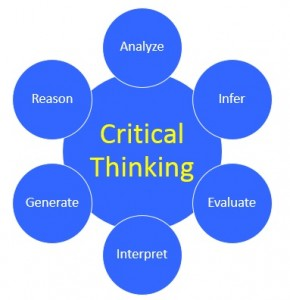 Analyze
Reason
Infer
Critical
Thinking
Generate
Evaluate
Interpret